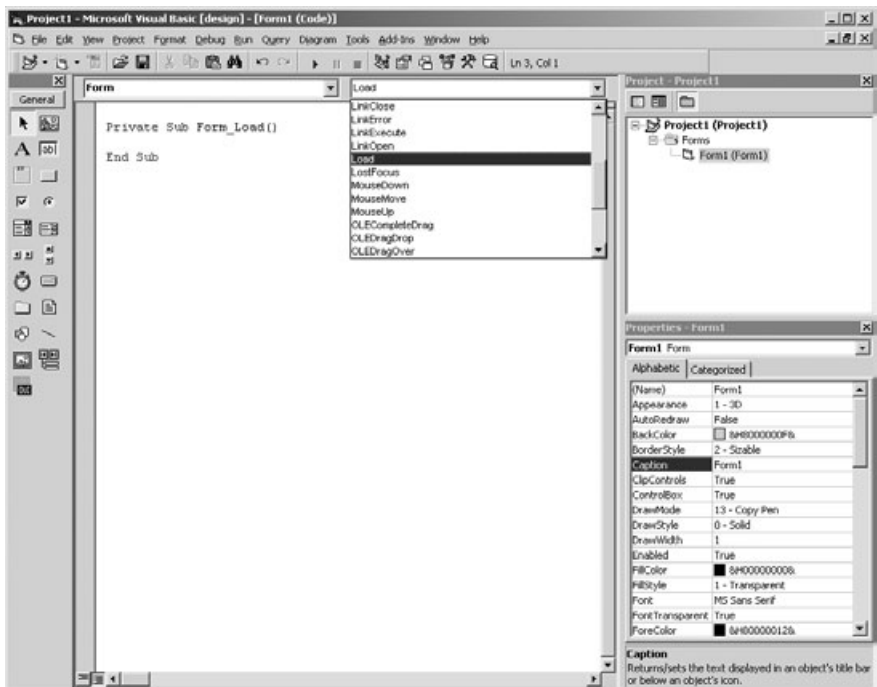 Project1 - Microsoft Visual Basic [design] - [Form1 (Code)]
File Edit View Project Format Debug Run Query Diagram Tools Add-Ins Window Help
Ln 3, Col 1
General
Form
Load
Private Sub Form_Load()
End Sub
LinkClose
LinkError
LinkExecute
LinkOpen
Load
LostFocus
MouseDown
MouseMove
MouseUp
OLECompleteDrag
OLEDragDrop
OLEDragOver
Project - Project1
Project1 (Project1)
Forms
Form1 (Form1)
Properties - Form1
Form1 Form
Alphabetic Categorized
(Name) Form1
Appearance 1 - 3D
AutoRedraw False
BackColor &H8000000F&
BorderStyle 2 - Sizable
Caption Form1
ClipControls True
ControlBox True
DrawMode 13 - Copy Pen
DrawStyle 0 - Solid
DrawWidth 1
Enabled True
FillColor &H00000000&
FillStyle 1 - Transparent
Font MS Sans Serif
FontTransparent True
ForeColor &H80000012&
Caption
Returns/sets the text displayed in an object's title bar
or below an object's icon.